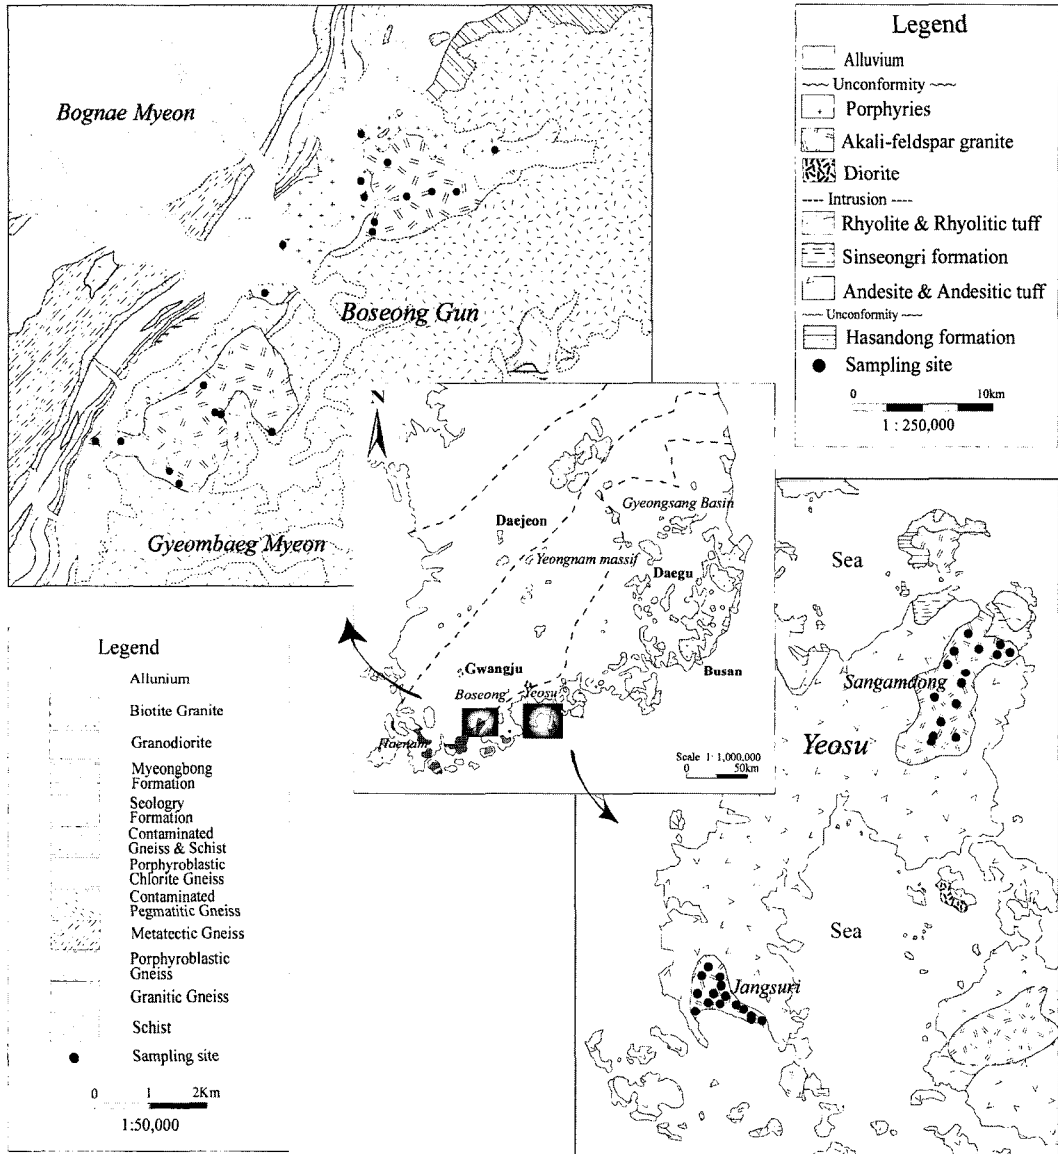 Bognae Myeon
Boseong Gun
Gyeombaeg Myeon
Legend
Alluvium
Unconformity
Porphyries
Akali-feldspar granite
Diorite
Intrusion
Rhyolite & Rhyolitic tuff
Sinseongri formation
Andesite & Andesitic tuff
Unconformity
Hasandong formation
Sampling site
0 10km
1 : 250,000
N
Gyeongsang Basin
Daejeon
Yeongnam massif
Daegu
Gwangju
Busan
Boseong
Yeosu
Haenam
Scale 1: 1,000,000
0 50km
Sea
Sangamdong
Yeosu
Sea
Jangsuri
Legend
Allunium
Biotite Granite
Granodiorite
Myeongbong
Formation
Seology
Formation
Contaminated
Gneiss & Schist
Porphyroblastic
Chlorite Gneiss
Contaminated
Pegmatitic Gneiss
Metatectic Gneiss
Porphyroblastic
Gneiss
Granitic Gneiss
Schist
Sampling site
0 1 2Km
1:50,000